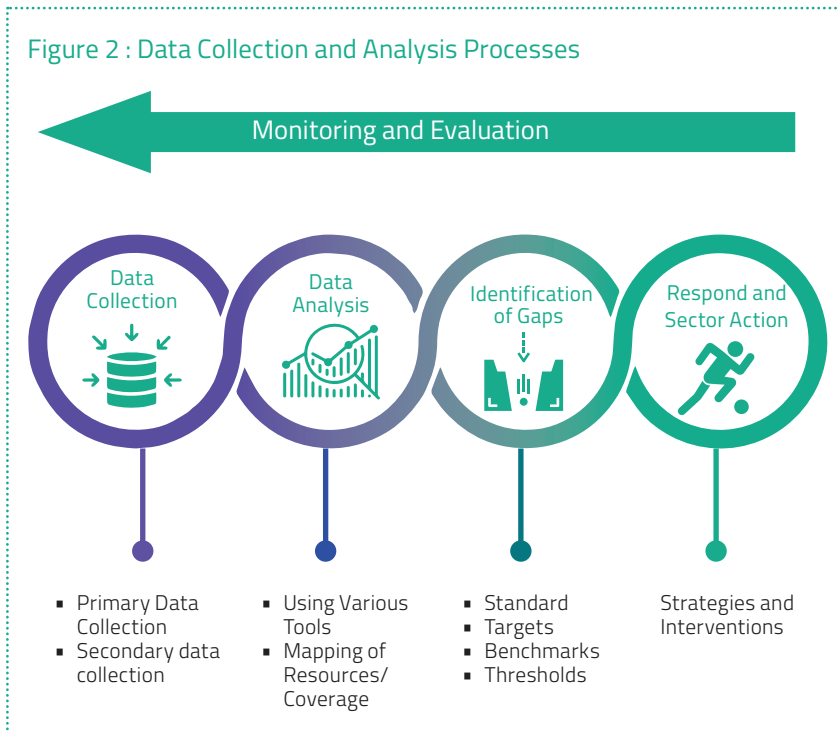 Figure 2 : Data Collection and Analysis Processes
Monitoring and Evaluation
Data
Collection
Data
Analysis
Identification
of Gaps
Respond and
Sector Action
▪ Primary Data
Collection
▪ Secondary data
collection
▪ Using Various
Tools
▪ Mapping of
Resources/
Coverage
▪ Standard
▪ Targets
▪ Benchmarks
▪ Thresholds
Strategies and
Interventions